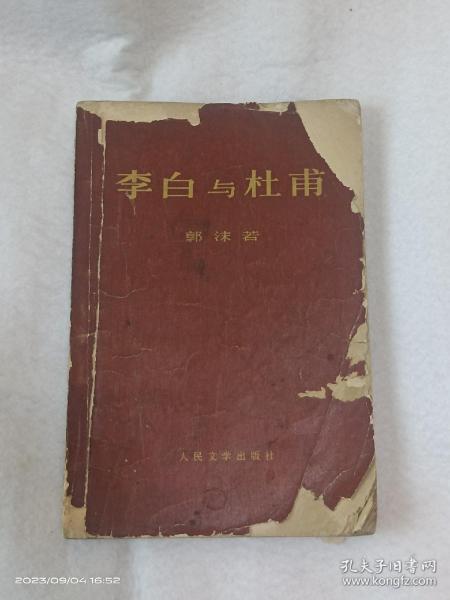 李白与杜甫
郭沫若
人民文学出版社
2023/09/04 16:52
孔夫子旧书网
www.kongfz.com